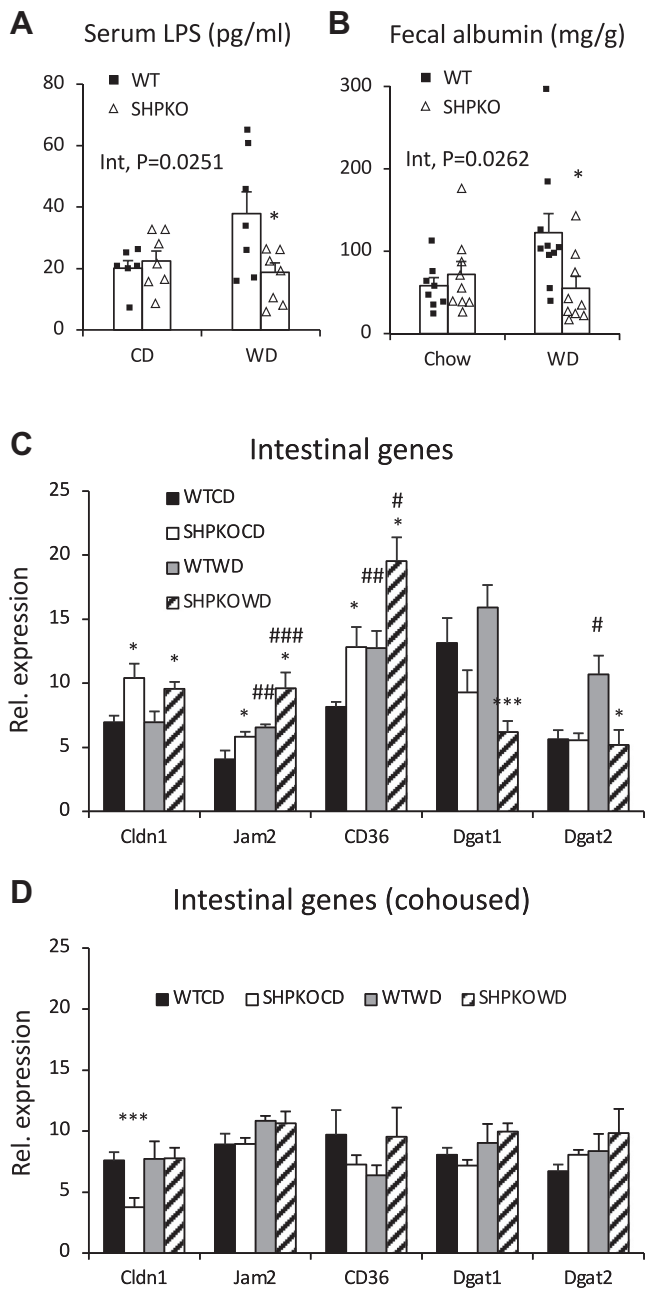 A
Serum LPS (pg/ml)
80
60
40
20
0
WT
SHPKO
Int, P=0.0251
*
CD
WD
B
Fecal albumin (mg/g)
300
200
100
0
WT
SHPKO
Int, P=0.0262
*
Chow
WD
C
Intestinal genes
Rel. expression
25
20
15
10
5
0
WTCD
SHPKOCD
WTWD
SHPKOWD
*
*
*
##
###
*
*
##
#
*
***
#
*
Cldn1
Jam2
CD36
Dgat1
Dgat2
D
Intestinal genes (cohoused)
Rel. expression
25
20
15
10
5
0
WTCD
SHPKOCD
WTWD
SHPKOWD
***
Cldn1
Jam2
CD36
Dgat1
Dgat2